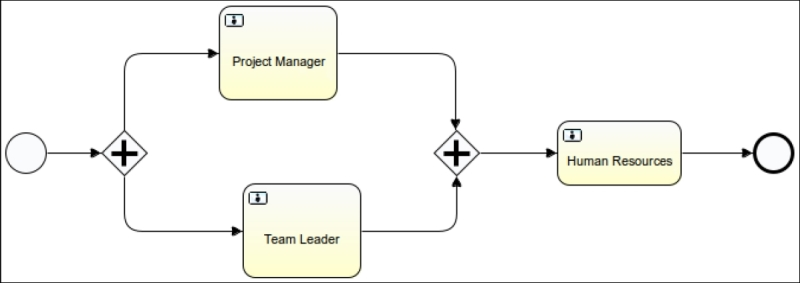 Project Manager
Team Leader
Human Resources